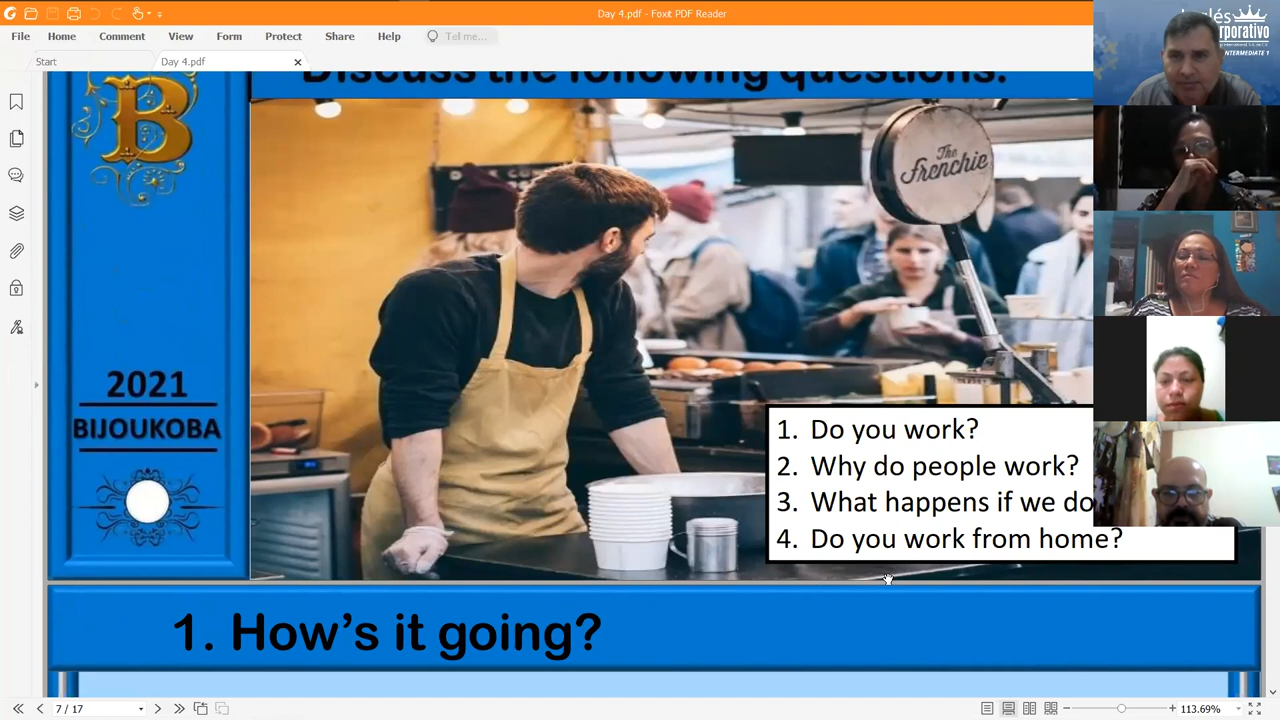 Day 4.pdf - Foxit PDF Reader
File Home Comment View Form Protect Share Help Tell me...
Start Day 4.pdf
INTERMEDIATE 1
Discuss the following questions.
B
The Frenchie
2021
BIJOUKOBA
1. Do you work?
2. Why do people work?
3. What happens if we do
4. Do you work from home?
1. How's it going?
7 / 17 113.69%